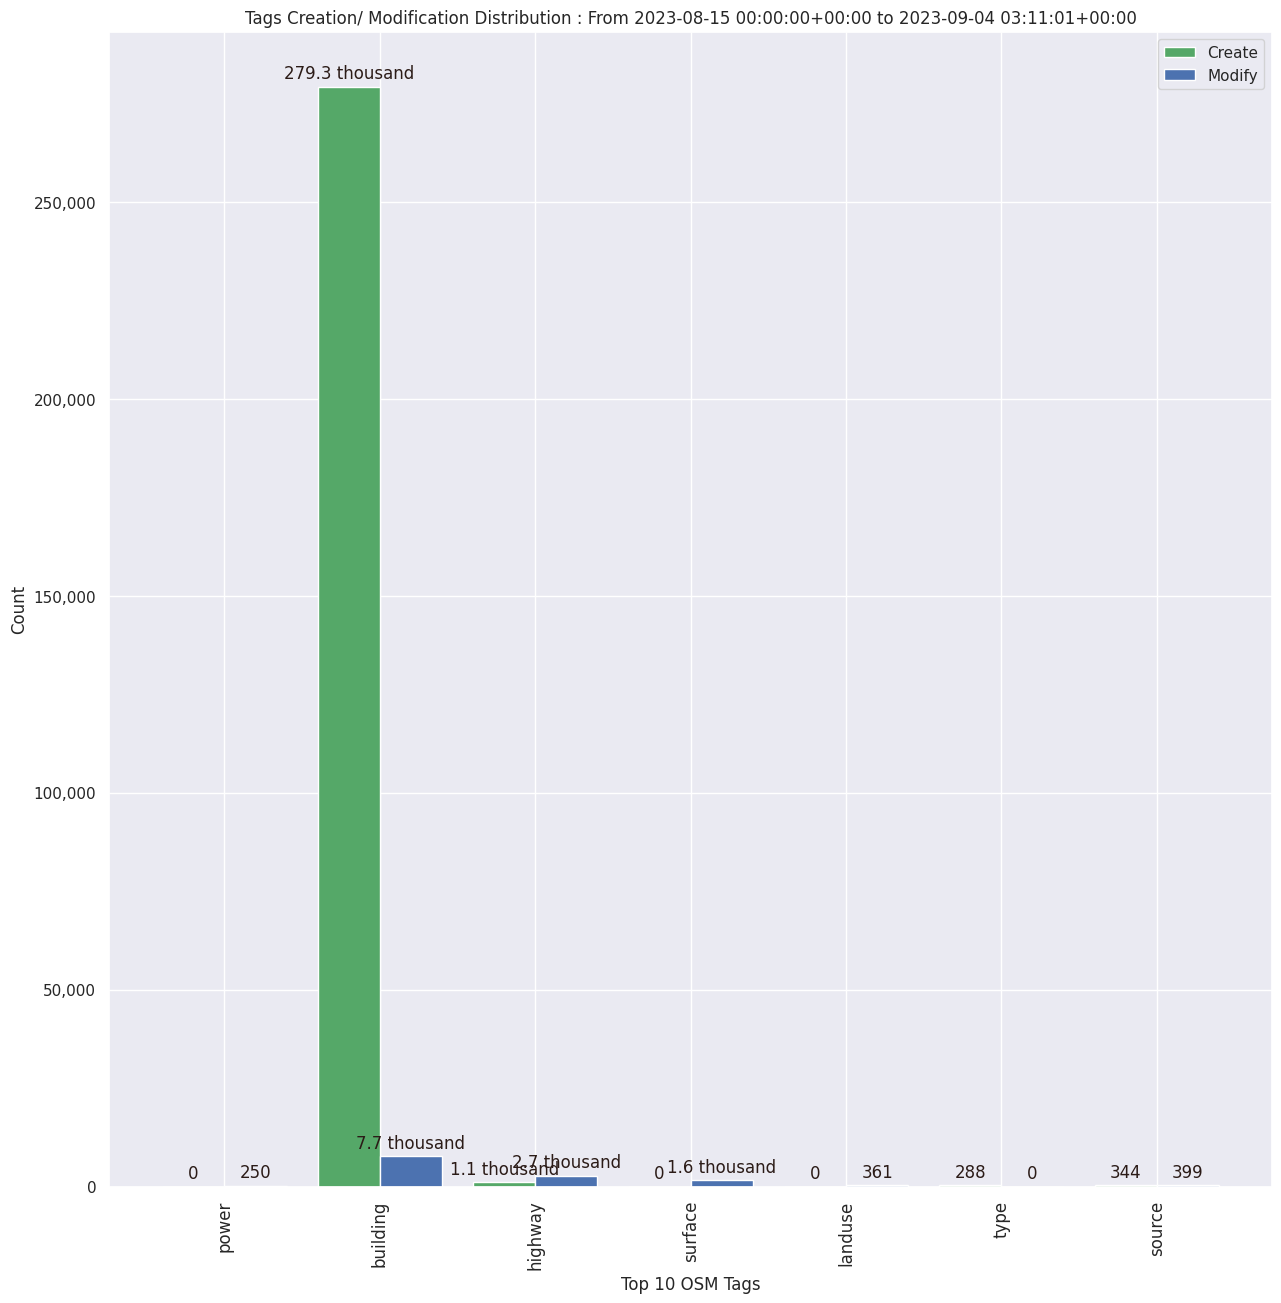 Tags Creation/ Modification Distribution : From 2023-08-15 00:00:00+00:00 to 2023-09-04 03:11:01+00:00
Create
Modify
279.3 thousand
250,000
200,000
150,000
100,000
50,000
0
Count
0
250
7.7 thousand
1.1 thousand
2.7 thousand
0
1.6 thousand
0
361
288
0
344
399
power
building
highway
surface
landuse
type
source
Top 10 OSM Tags